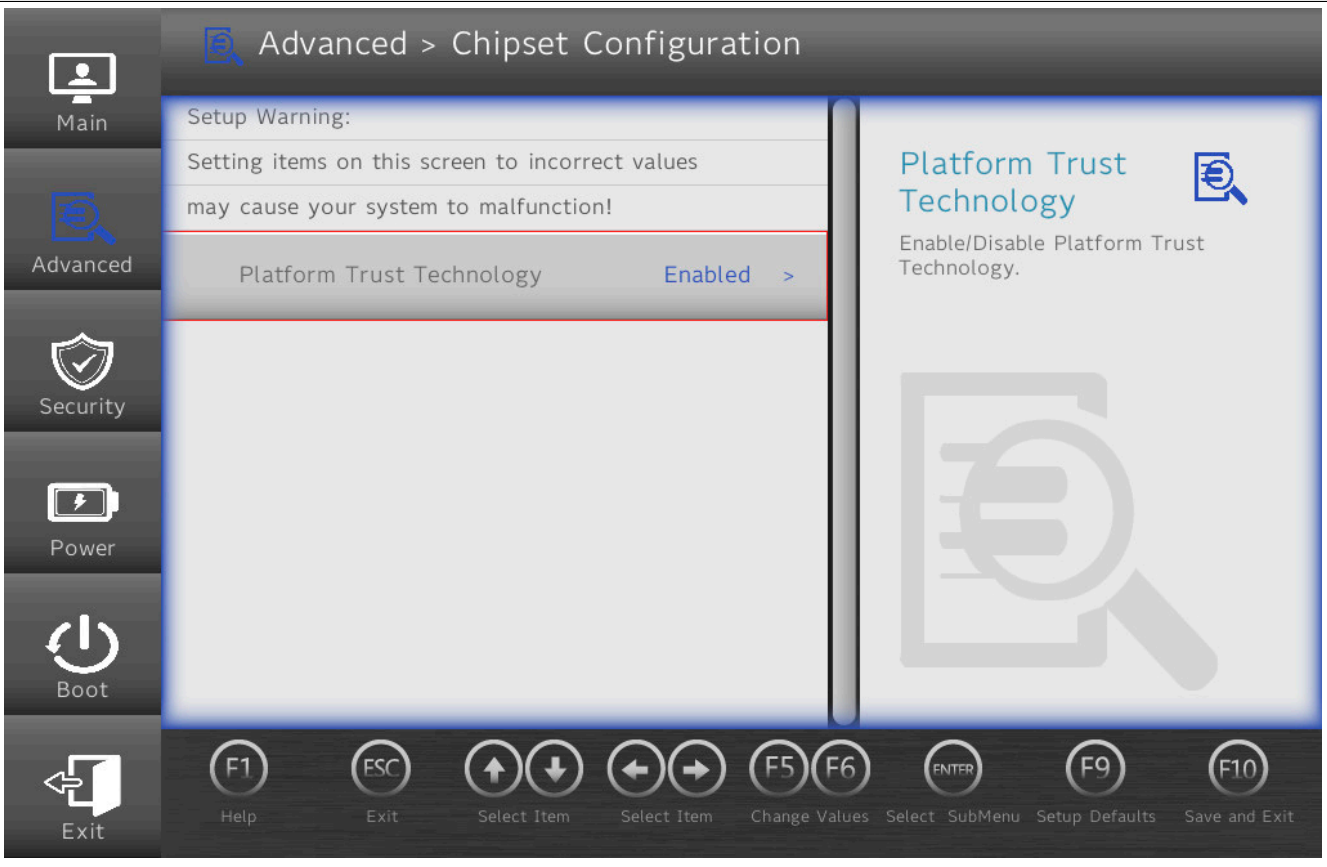 Advanced > Chipset Configuration
Main
Advanced
Security
Power
Boot
Exit
Setup Warning:
Setting items on this screen to incorrect values
may cause your system to malfunction!
Platform Trust Technology Enabled >
Platform Trust
Technology
Enable/Disable Platform Trust
Technology.
F1 ESC F5 F6 ENTER F9 F10
Help Exit Select Item Select Item Change Values Select SubMenu Setup Defaults Save and Exit